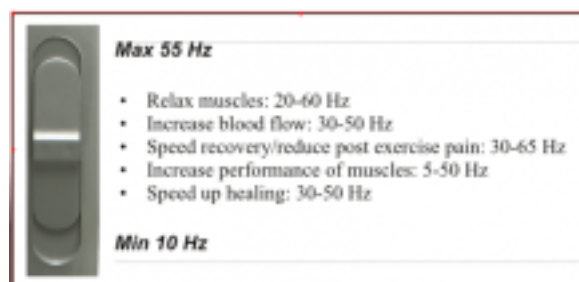 Max 55 Hz
• Relax muscles: 20-60 Hz
• Increase blood flow: 30-50 Hz
• Speed recovery/reduce post exercise pain: 30-65 Hz
• Increase performance of muscles: 5-50 Hz
• Speed up healing: 30-50 Hz
Min 10 Hz